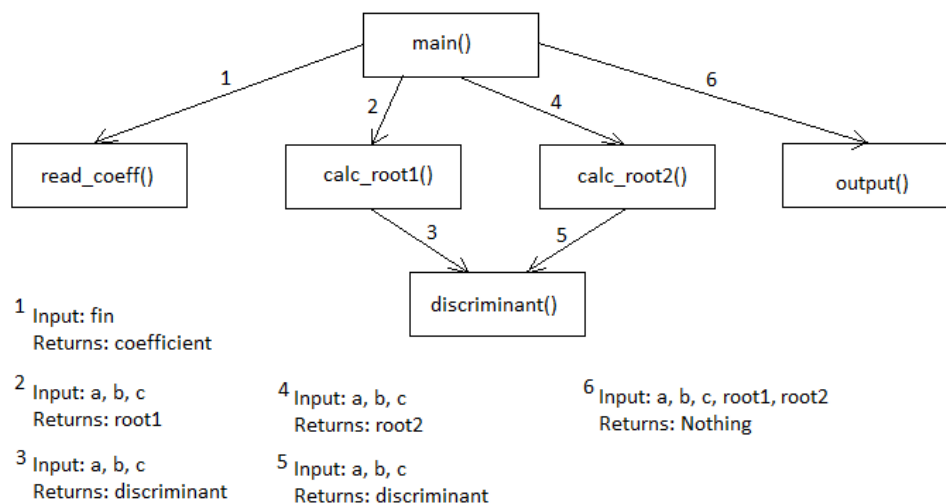 main()
1
2
4
6
read_coeff()
calc_root1()
calc_root2()
output()
3
5
discriminant()
1 Input: fin
Returns: coefficient
2 Input: a, b, c
Returns: root1
4 Input: a, b, c
Returns: root2
6 Input: a, b, c, root1, root2
Returns: Nothing
3 Input: a, b, c
Returns: discriminant
5 Input: a, b, c
Returns: discriminant